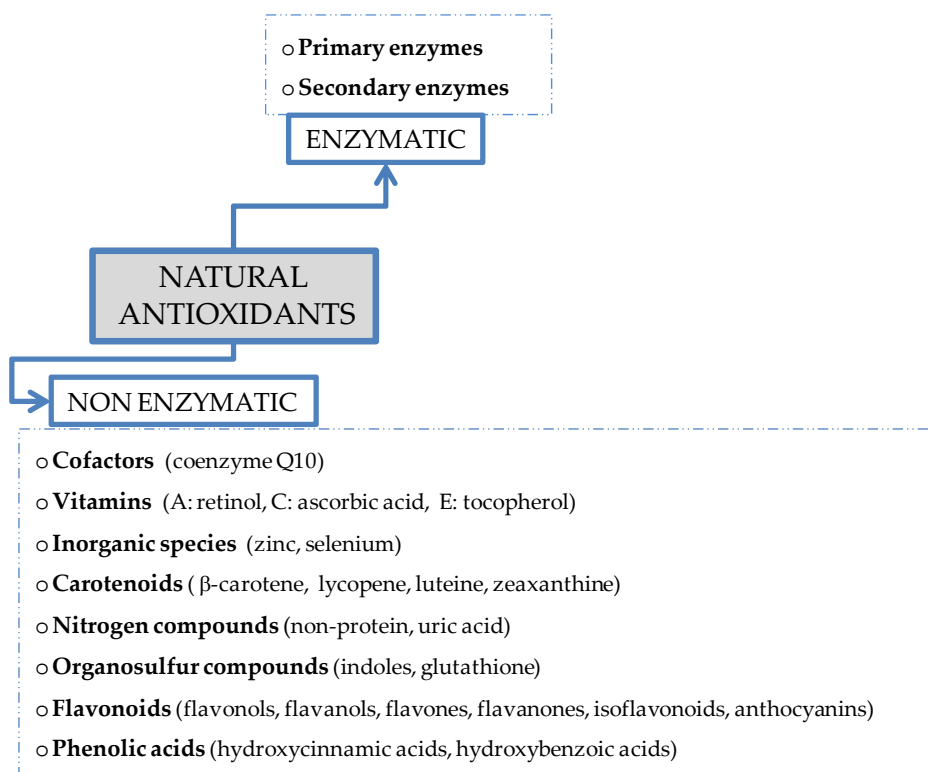 o Primary enzymes
o Secondary enzymes
ENZYMATIC
NATURAL
ANTIOXIDANTS
NON ENZYMATIC
o Cofactors (coenzyme Q10)
o Vitamins (A: retinol, C: ascorbic acid, E: tocopherol)
o Inorganic species (zinc, selenium)
o Carotenoids ( β-carotene, lycopene, luteine, zeaxanthine)
o Nitrogen compounds (non-protein, uric acid)
o Organosulfur compounds (indoles, glutathione)
o Flavonoids (flavonols, flavanols, flavones, flavanones, isoflavonoids, anthocyanins)
o Phenolic acids (hydroxycinnamic acids, hydroxybenzoic acids)